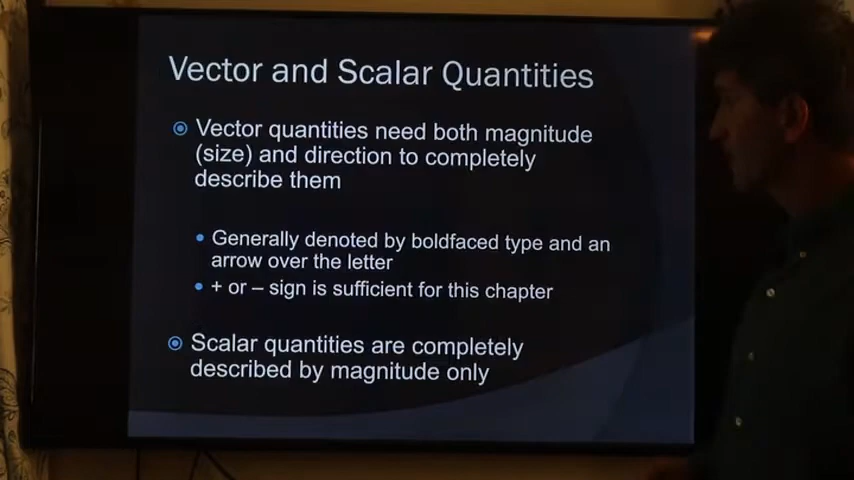 Vector and Scalar Quantities
Vector quantities need both magnitude
(size) and direction to completely
describe them
Generally denoted by boldfaced type and an
arrow over the letter
+ or – sign is sufficient for this chapter
Scalar quantities are completely
described by magnitude only